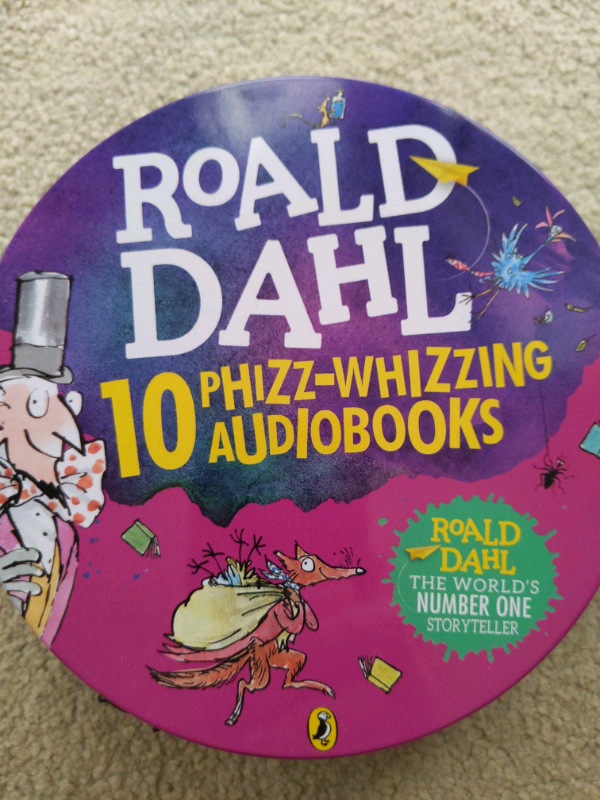 ROALD
DAHL
10 PHIZZ-WHIZZING
AUDIOBOOKS
ROALD
DAHL
THE WORLD'S
NUMBER ONE
STORYTELLER